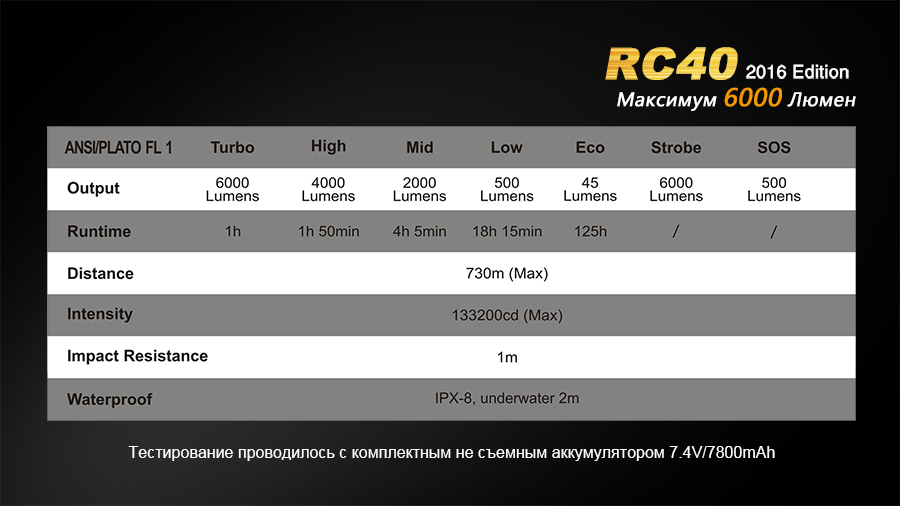 RC40 2016 Edition
Максимум 6000 Люмен
ANSI/PLATO FL 1 Turbo High Mid Low Eco Strobe SOS
Output 6000 Lumens 4000 Lumens 2000 Lumens 500 Lumens 45 Lumens 6000 Lumens 500 Lumens
Runtime 1h 1h 50min 4h 5min 18h 15min 125h / /
Distance 730m (Max)
Intensity 133200cd (Max)
Impact Resistance 1m
Waterproof IPX-8, underwater 2m
Тестирование проводилось с комплектным не съемным аккумулятором 7.4V/7800mAh